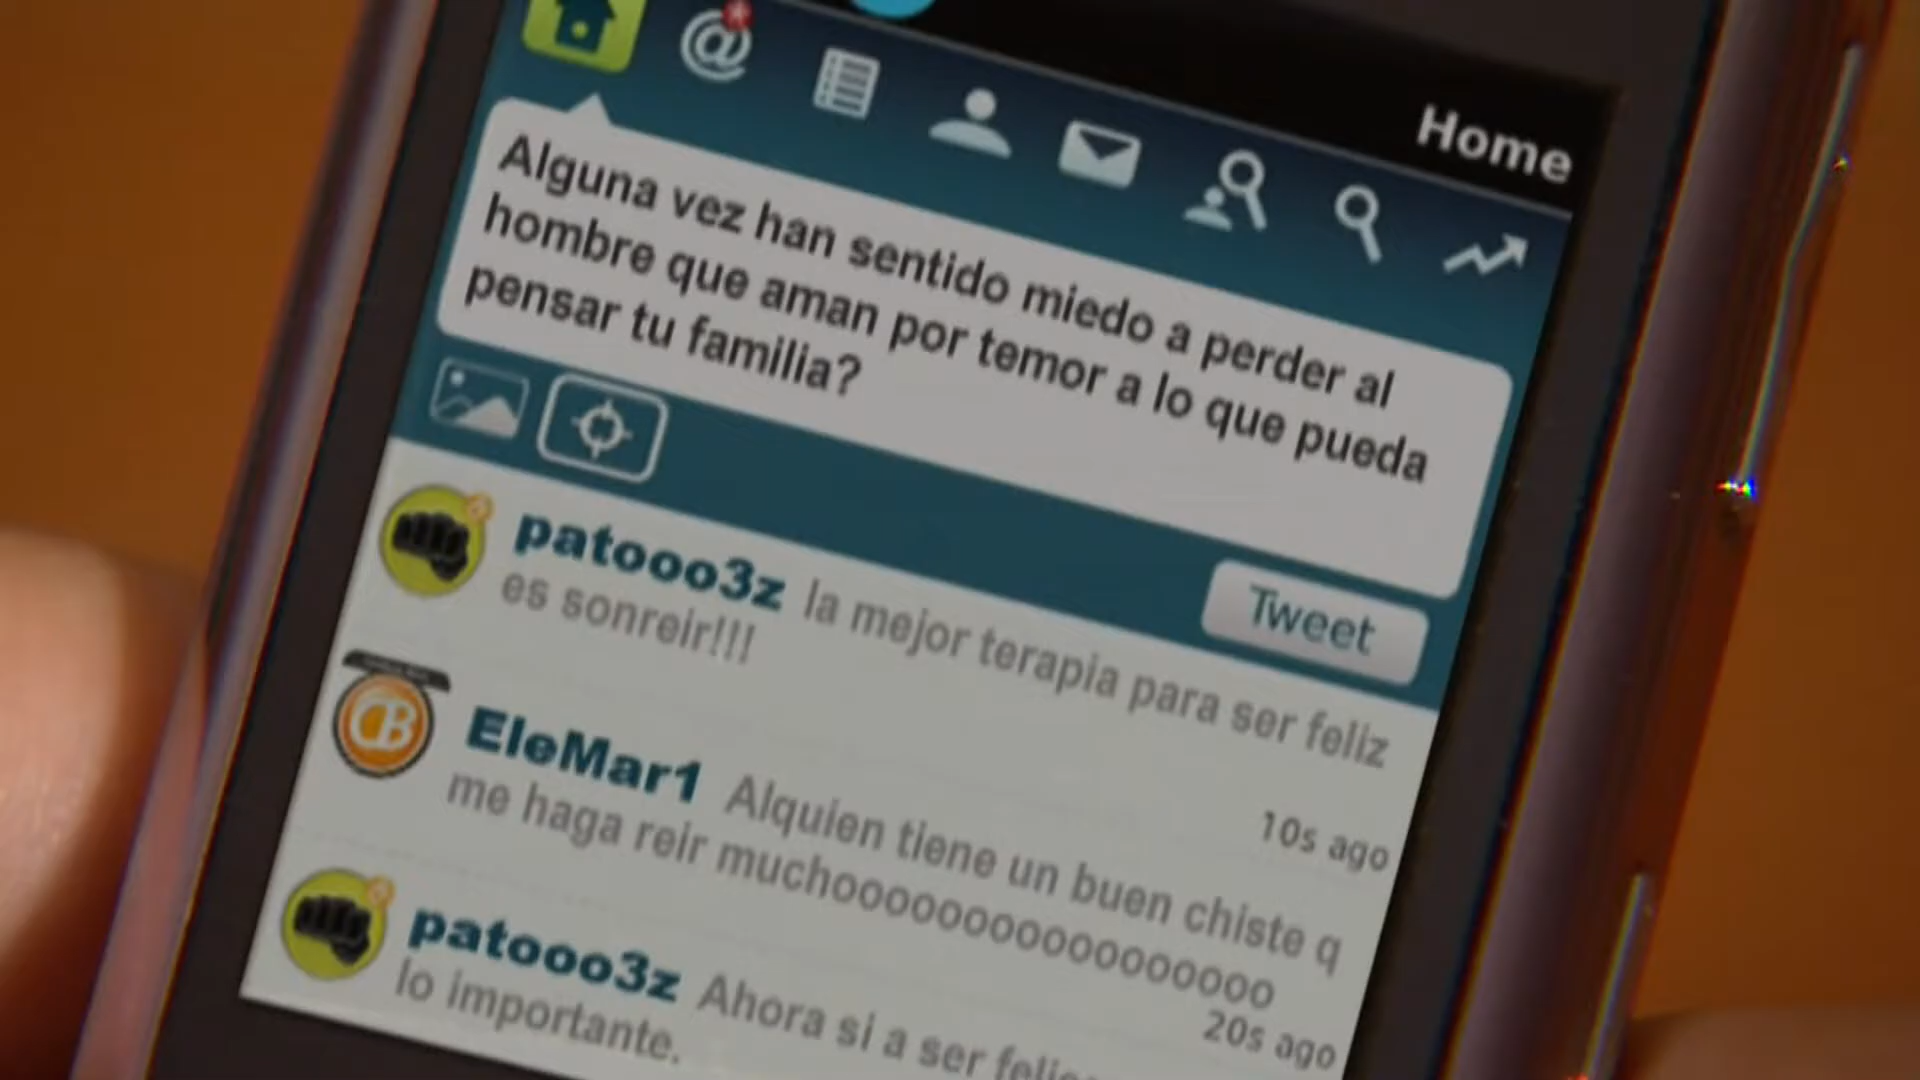 Home
Alguna vez han sentido miedo a perder al
hombre que aman por temor a lo que pueda
pensar tu familia?
Tweet
patooo3z la mejor terapia para ser feliz
es sonreir!!!
10s ago
EleMar1 Alquien tiene un buen chiste q
me haga reir muchooooooooooooooooo
20s ago
patooo3z Ahora si a ser
lo importante.